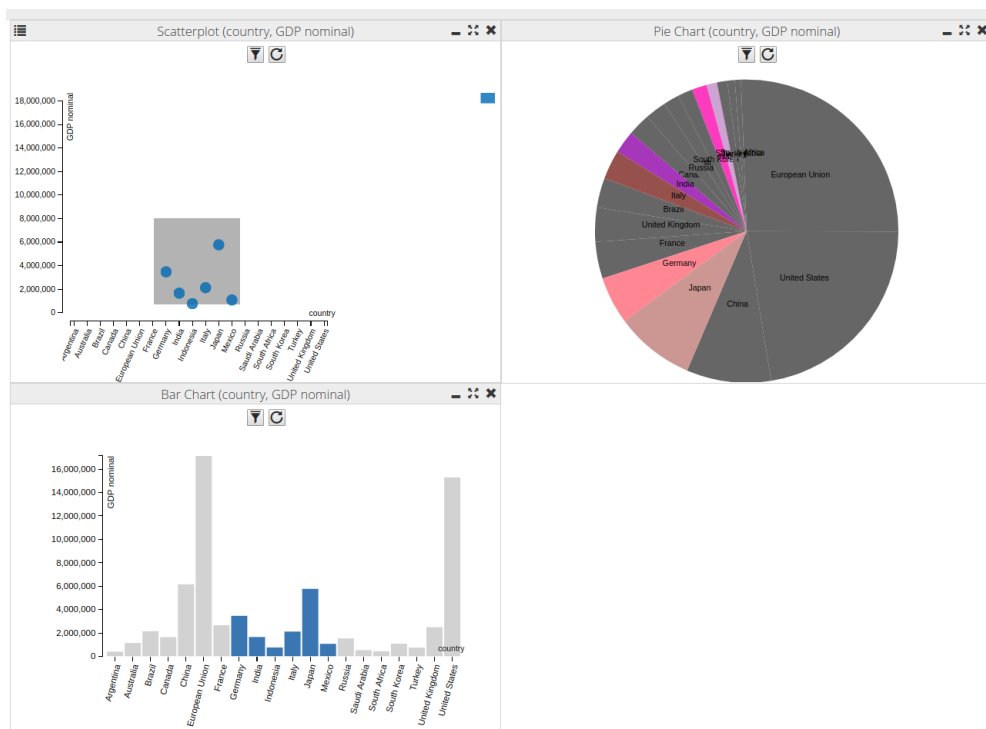 Scatterplot (country, GDP nominal)
GDP nominal
18,000,000
16,000,000
14,000,000
12,000,000
10,000,000
8,000,000
6,000,000
4,000,000
2,000,000
0
country
Argentina
Australia
Brazil
Canada
China
European Union
France
Germany
India
Indonesia
Italy
Japan
Mexico
Russia
Saudi Arabia
South Africa
South Korea
Turkey
United Kingdom
United States
Pie Chart (country, GDP nominal)
European Union
United States
China
Japan
Germany
France
United Kingdom
Brazil
Italy
India
Canada
Russia
South Korea
Bar Chart (country, GDP nominal)
GDP nominal
16,000,000
14,000,000
12,000,000
10,000,000
8,000,000
6,000,000
4,000,000
2,000,000
0
country
Argentina
Australia
Brazil
Canada
China
European Union
France
Germany
India
Indonesia
Italy
Japan
Mexico
Russia
Saudi Arabia
South Africa
South Korea
Turkey
United Kingdom
United States